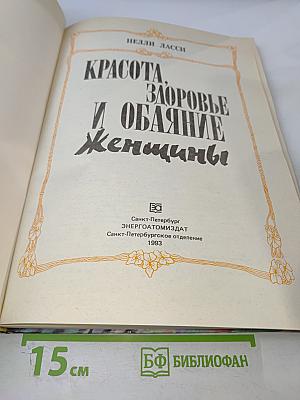 НЕЛЛИ ЛАССИ
КРАСОТА,
ЗДОРОВЬЕ
И ОБАЯНИЕ
Женщины
Санкт-Петербург
ЭНЕРГОАТОМИЗДАТ
Санкт-Петербургское отделение
1993
15 см
БФ БИБЛИОФАН